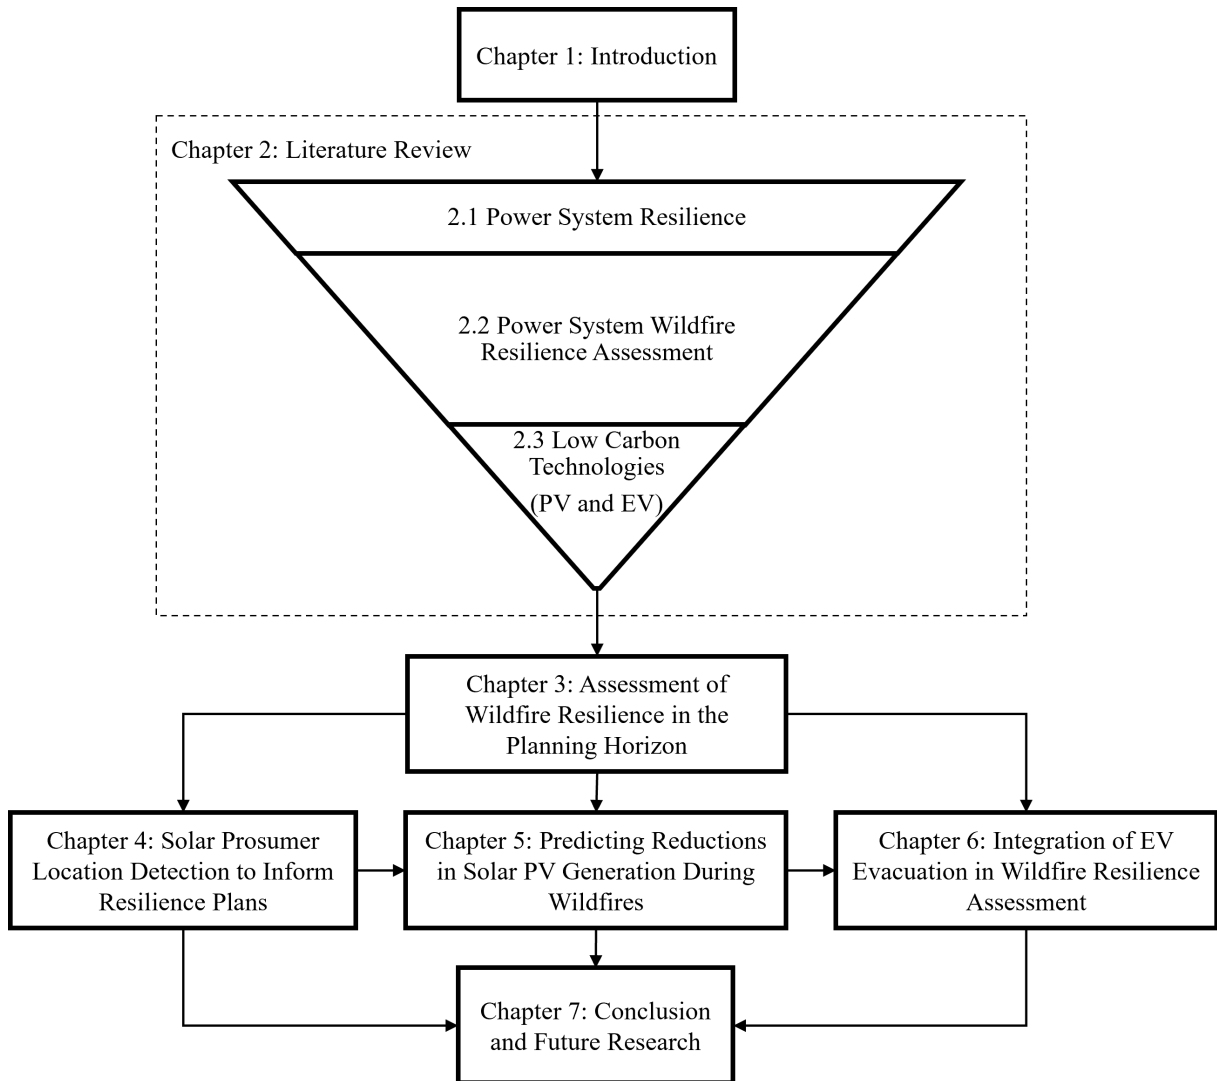 Chapter 1: Introduction
Chapter 2: Literature Review
2.1 Power System Resilience
2.2 Power System Wildfire
Resilience Assessment
2.3 Low Carbon
Technologies
(PV and EV)
Chapter 3: Assessment of
Wildfire Resilience in the
Planning Horizon
Chapter 4: Solar Prosumer
Location Detection to Inform
Resilience Plans
Chapter 5: Predicting Reductions
in Solar PV Generation During
Wildfires
Chapter 6: Integration of EV
Evacuation in Wildfire Resilience
Assessment
Chapter 7: Conclusion
and Future Research